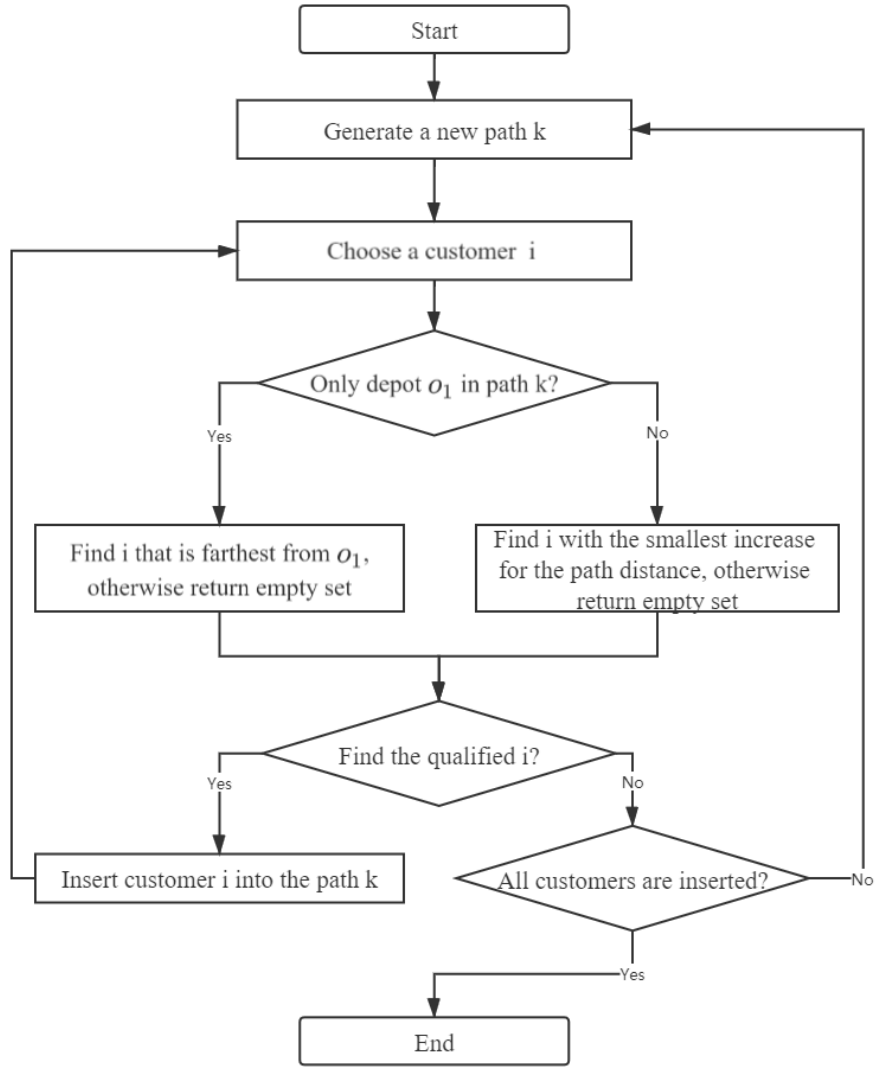 Start
Generate a new path k
Choose a customer i
Only depot o₁ in path k?
Yes
No
Find i that is farthest from o₁,
otherwise return empty set
Find i with the smallest increase
for the path distance, otherwise
return empty set
Find the qualified i?
Yes
No
Insert customer i into the path k
All customers are inserted?
No
Yes
End